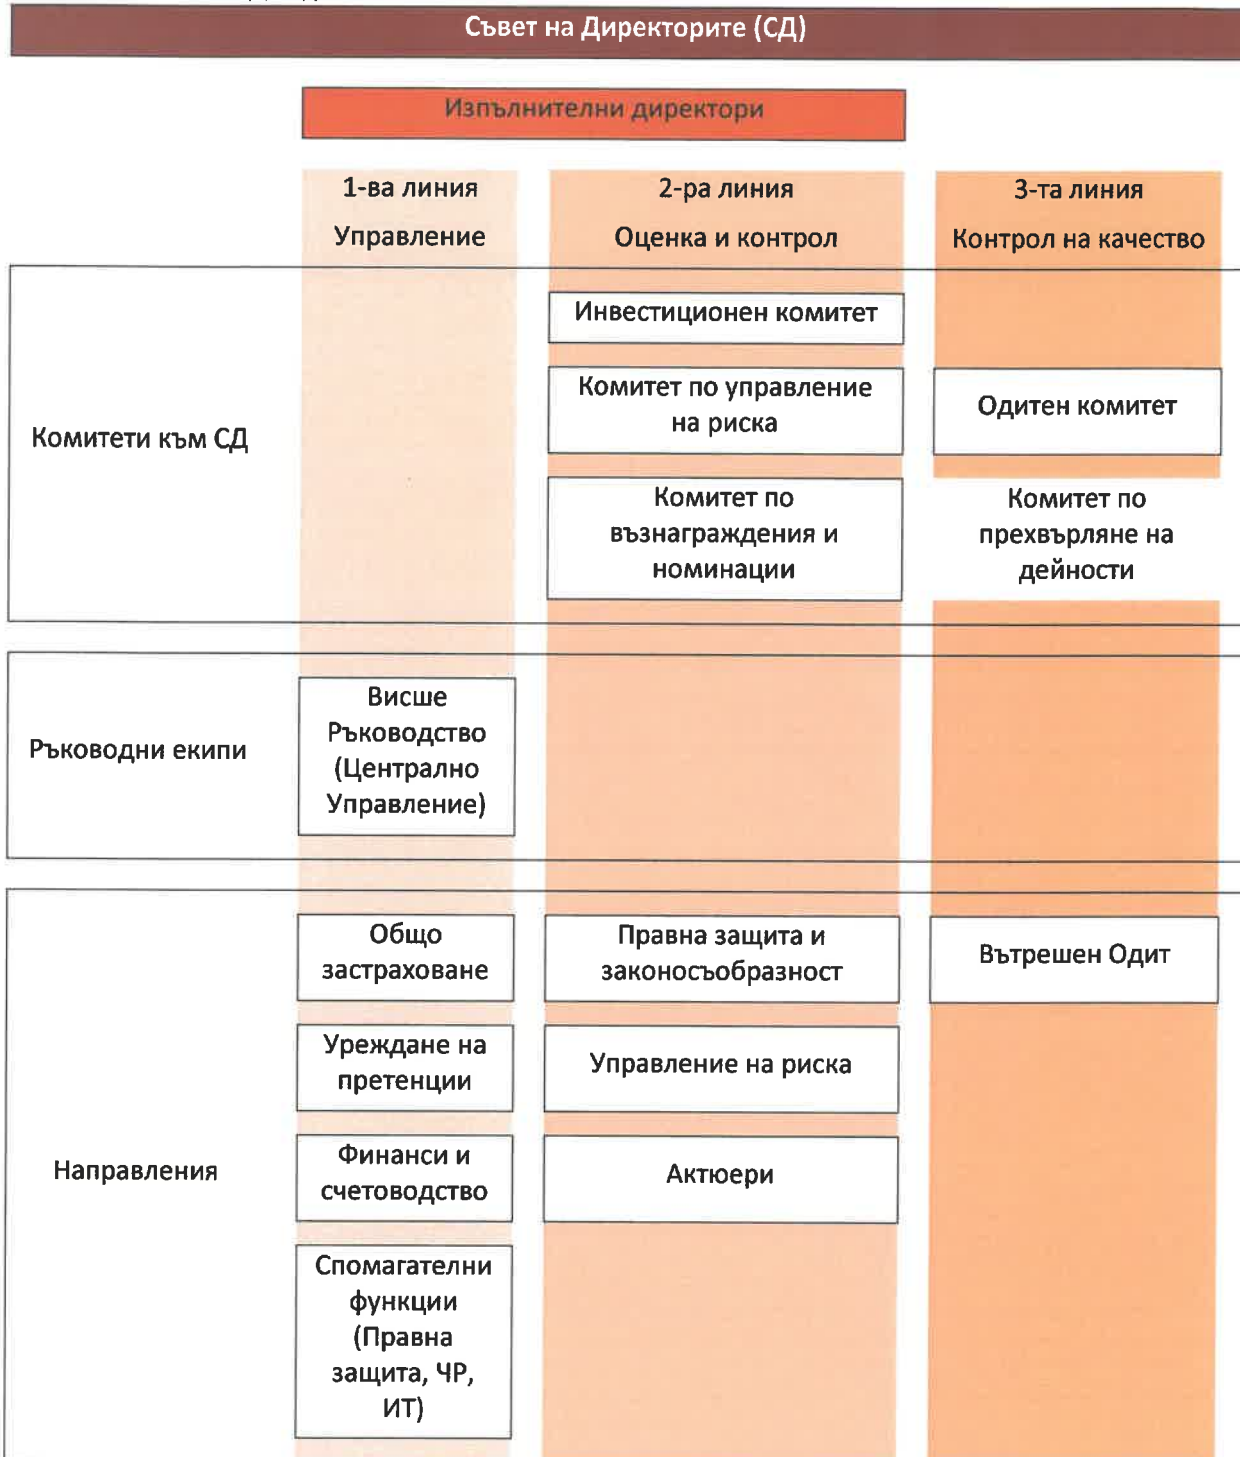 Съвет на Директорите (СД)
Изпълнителни директори
1-ва линия
Управление
2-ра линия
Оценка и контрол
3-та линия
Контрол на качество
Комитети към СД
Инвестиционен комитет
Комитет по управление
на риска
Комитет по
възнаграждения и
номинации
Одитен комитет
Комитет по
прехвърляне на
дейности
Ръководни екипи
Висше
Ръководство
(Централно
Управление)
Направления
Общо
застраховане
Уреждане на
претенции
Финанси и
счетоводство
Спомагателни
функции
(Правна
защита, ЧР,
ИТ)
Правна защита и
законосъобразност
Управление на риска
Актюери
Вътрешен Одит